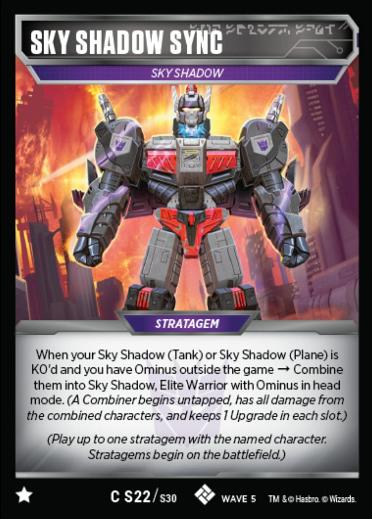 SKY SHADOW SYNC
SKY SHADOW
STRATAGEM
When your Sky Shadow (Tank) or Sky Shadow (Plane) is
KO'd and you have Ominus outside the game → Combine
them into Sky Shadow, Elite Warrior with Ominus in head
mode. (A Combiner begins untapped, has all damage from
the combined characters, and keeps 1 Upgrade in each slot.)
(Play up to one stratagem with the named character.
Stratagems begin on the battlefield.)
C S22/S30 WAVE 5 TM & © Hasbro. © Wizards.